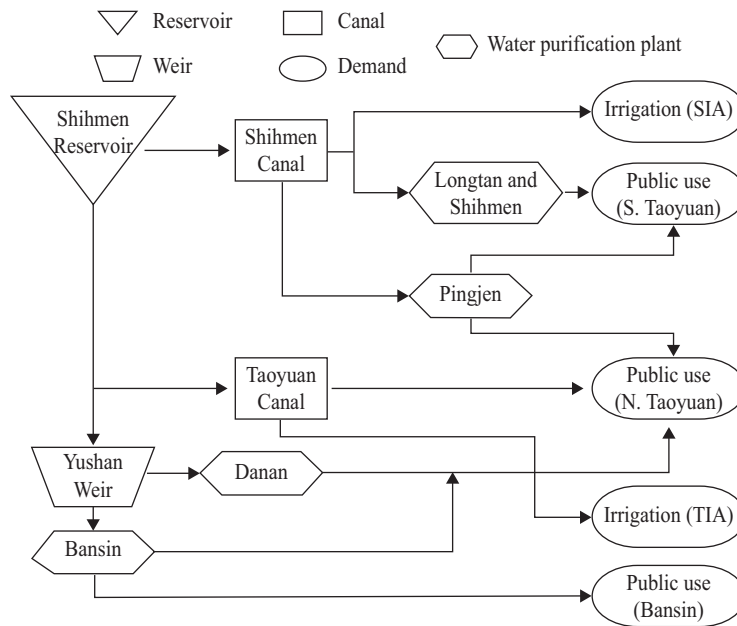 Reservoir
Canal
Water purification plant
Weir
Demand
Shihmen
Reservoir
Shihmen
Canal
Irrigation (SIA)
Longtan and
Shihmen
Public use
(S. Taoyuan)
Pingjen
Taoyuan
Canal
Public use
(N. Taoyuan)
Yushan
Weir
Danan
Irrigation (TIA)
Bansin
Public use
(Bansin)